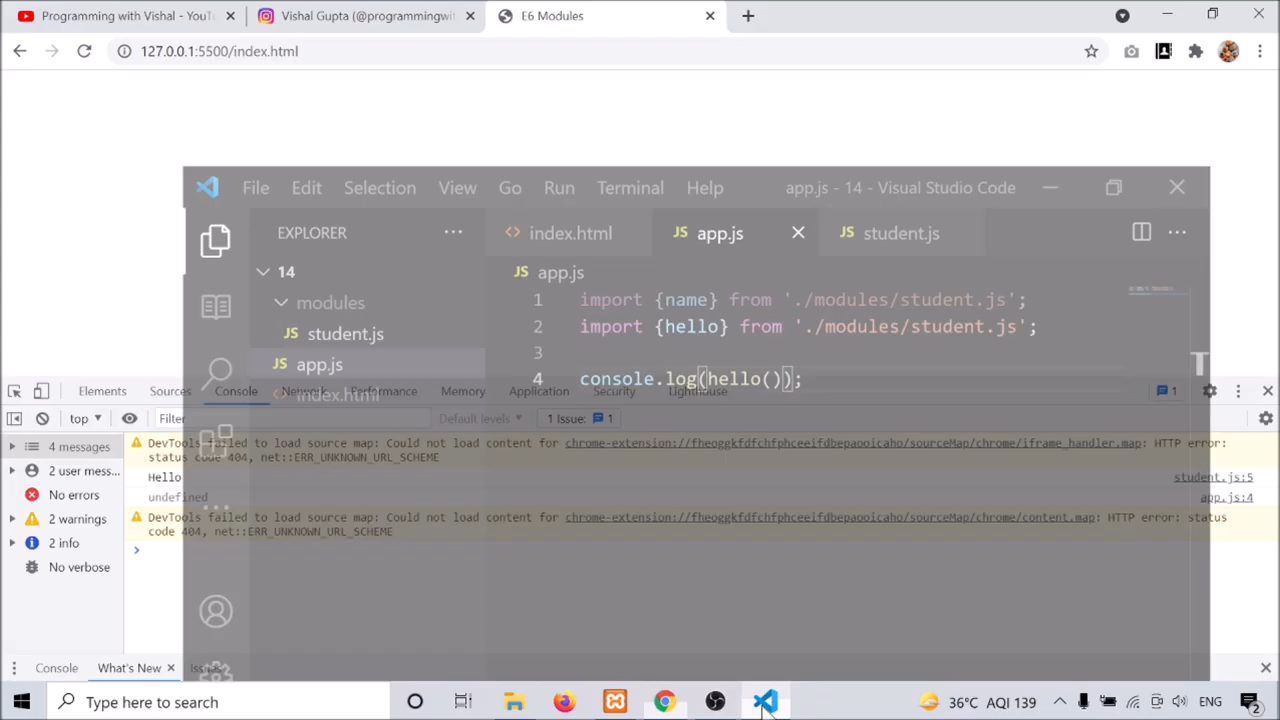 Programming with Vishal - YouT
Vishal Gupta (@programmingwi
E6 Modules
127.0.0.1:5500/index.html
File Edit Selection View Go Run Terminal Help app.js - 14 - Visual Studio Code
EXPLORER
index.html
JS app.js
JS student.js
14
JS app.js
modules
JS student.js
JS app.js
index.html
1 import {name} from './modules/student.js';
2 import {hello} from './modules/student.js';
3
4 console.log(hello());
Elements Sources Console Network Performance Memory Application Security Lighthouse 1
top Filter Default levels 1 Issue: 1
4 messages
2 user mess...
No errors
2 warnings
2 info
No verbose
DevTools failed to load source map: Could not load content for chrome-extension://fheoggkfdfchfphceeifdbepaooicaho/sourceMap/chrome/iframe_handler.map: HTTP error:
status code 404, net::ERR_UNKNOWN_URL_SCHEME
Hello student.js:5
undefined app.js:4
DevTools failed to load source map: Could not load content for chrome-extension://fheoggkfdfchfphceeifdbepaooicaho/sourceMap/chrome/content.map: HTTP error: status
code 404, net::ERR_UNKNOWN_URL_SCHEME
T
Console What's New Issues
Type here to search
36°C AQI 139
ENG
2